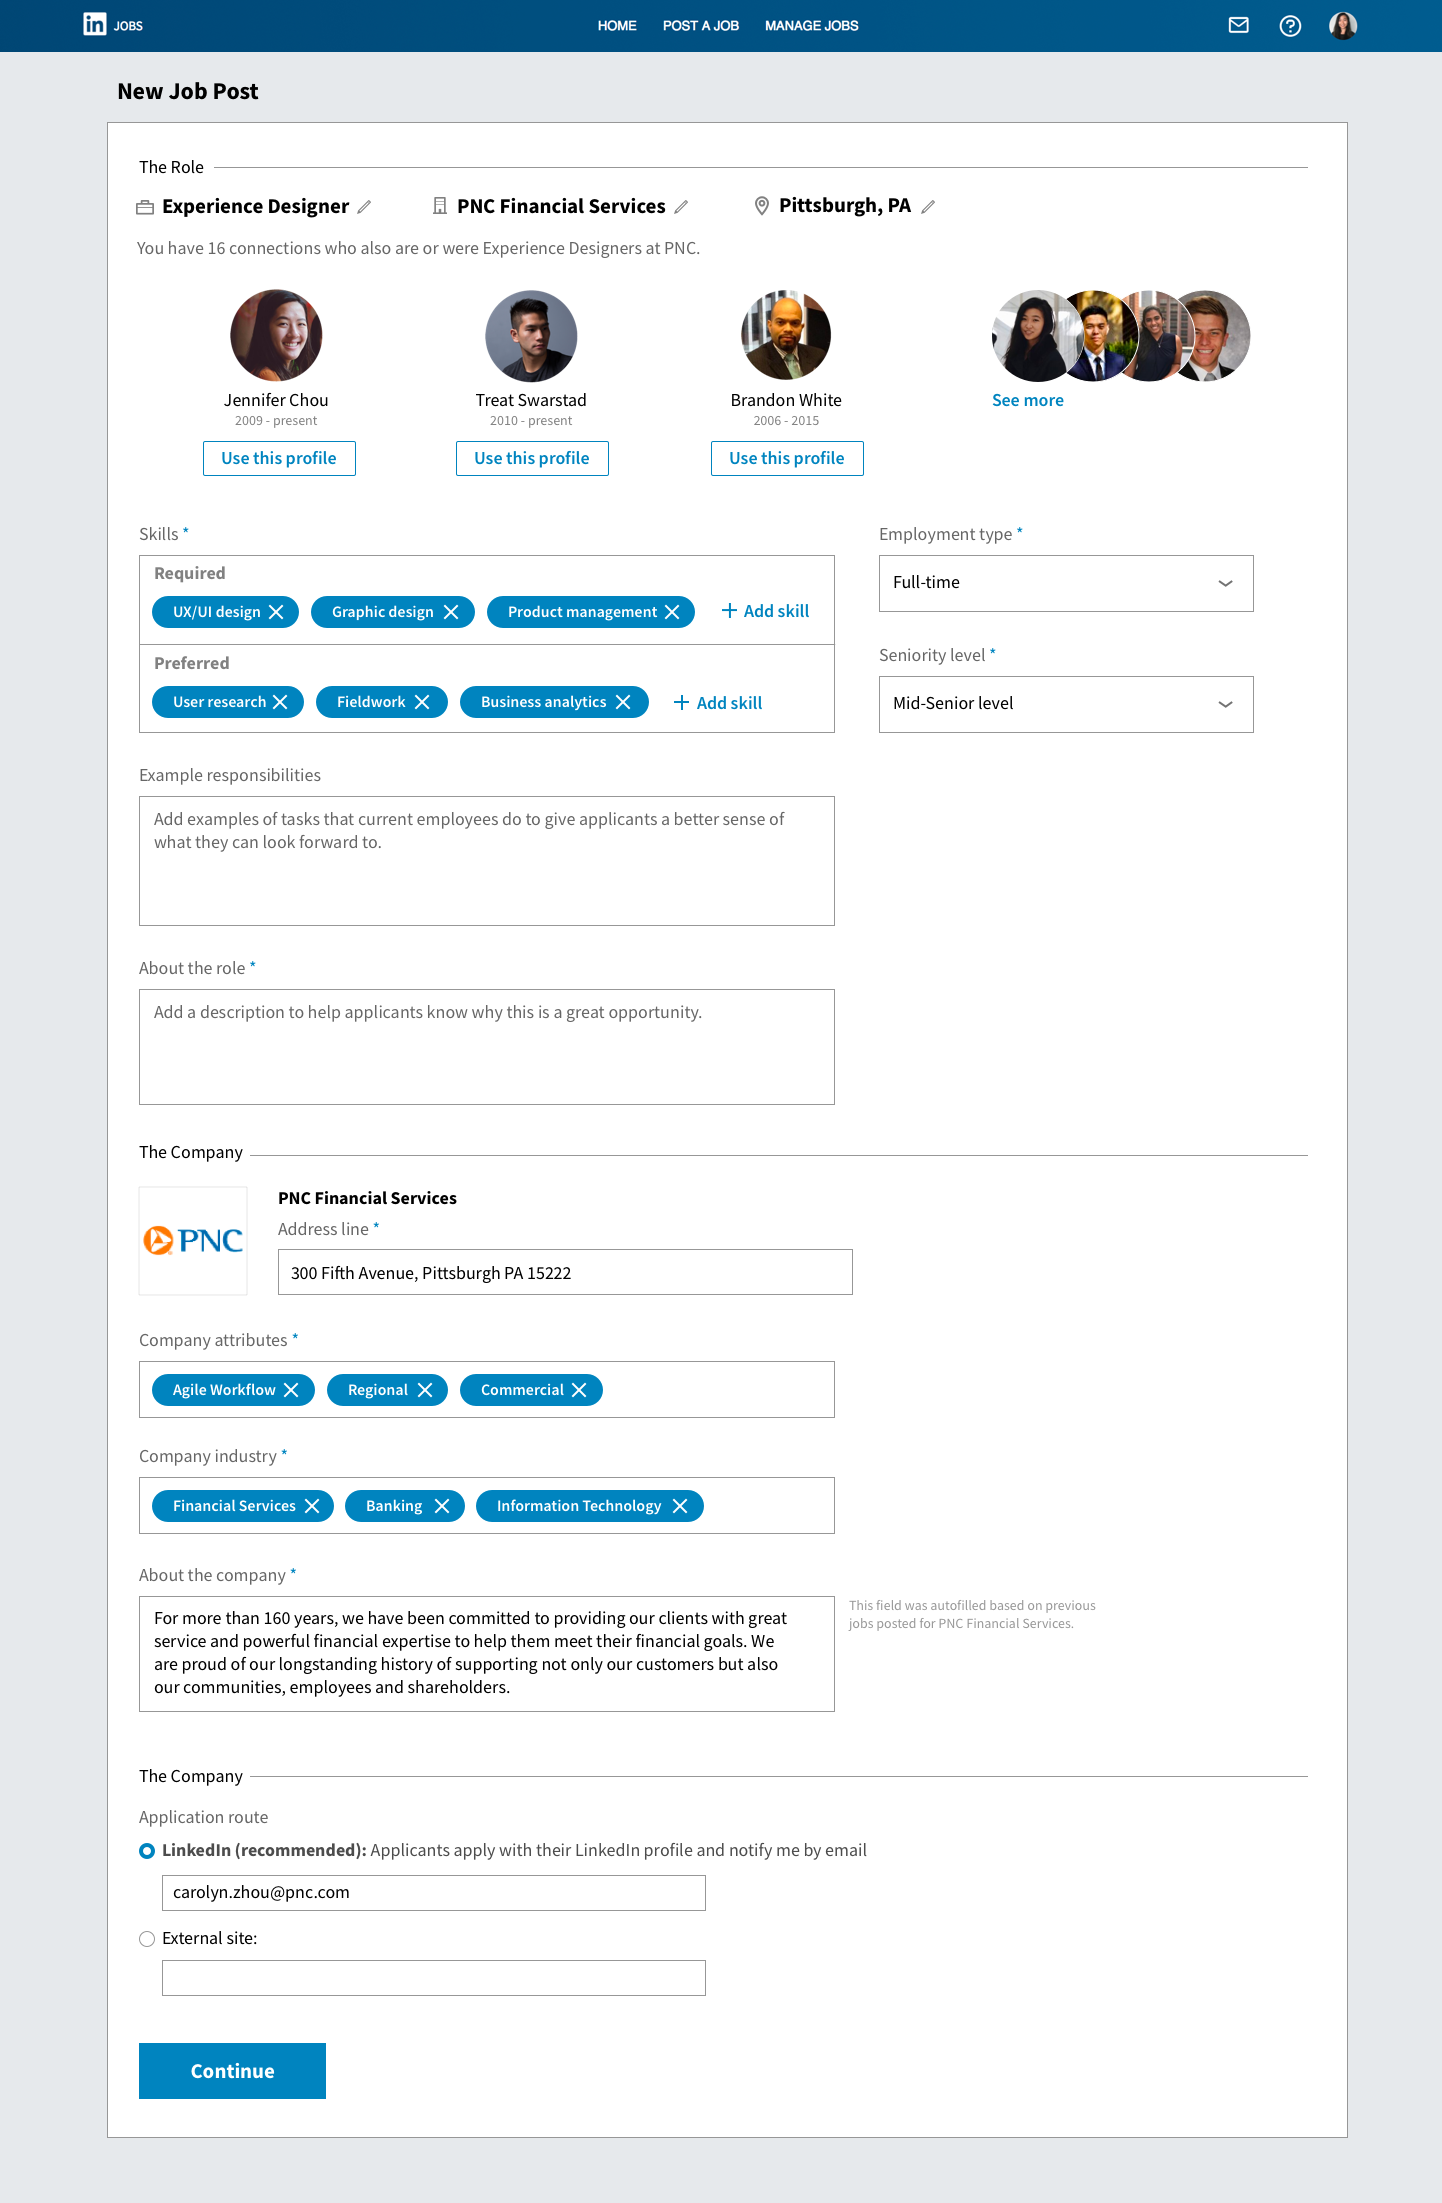 in JOBS
HOME POST A JOB MANAGE JOBS
New Job Post
The Role
Experience Designer PNC Financial Services Pittsburgh, PA
You have 16 connections who also are or were Experience Designers at PNC.
Jennifer Chou Treat Swarstad Brandon White See more
2009 - present 2010 - present 2006 - 2015
Use this profile Use this profile Use this profile
Skills * Employment type *
Required
Full-time
UX/UI design Graphic design Product management Add skill
Seniority level *
Preferred
User research Fieldwork Business analytics Add skill
Mid-Senior level
Example responsibilities
Add examples of tasks that current employees do to give applicants a better sense of
what they can look forward to.
About the role *
Add a description to help applicants know why this is a great opportunity.
The Company
PNC Financial Services
Address line *
PNC
300 Fifth Avenue, Pittsburgh PA 15222
Company attributes *
Agile Workflow Regional Commercial
Company industry *
Financial Services Banking Information Technology
About the company *
For more than 160 years, we have been committed to providing our clients with great
service and powerful financial expertise to help them meet their financial goals. We
are proud of our longstanding history of supporting not only our customers but also
our communities, employees and shareholders.
This field was autofilled based on previous
jobs posted for PNC Financial Services.
The Company
Application route
LinkedIn (recommended): Applicants apply with their LinkedIn profile and notify me by email
carolyn.zhou@pnc.com
External site:
Continue